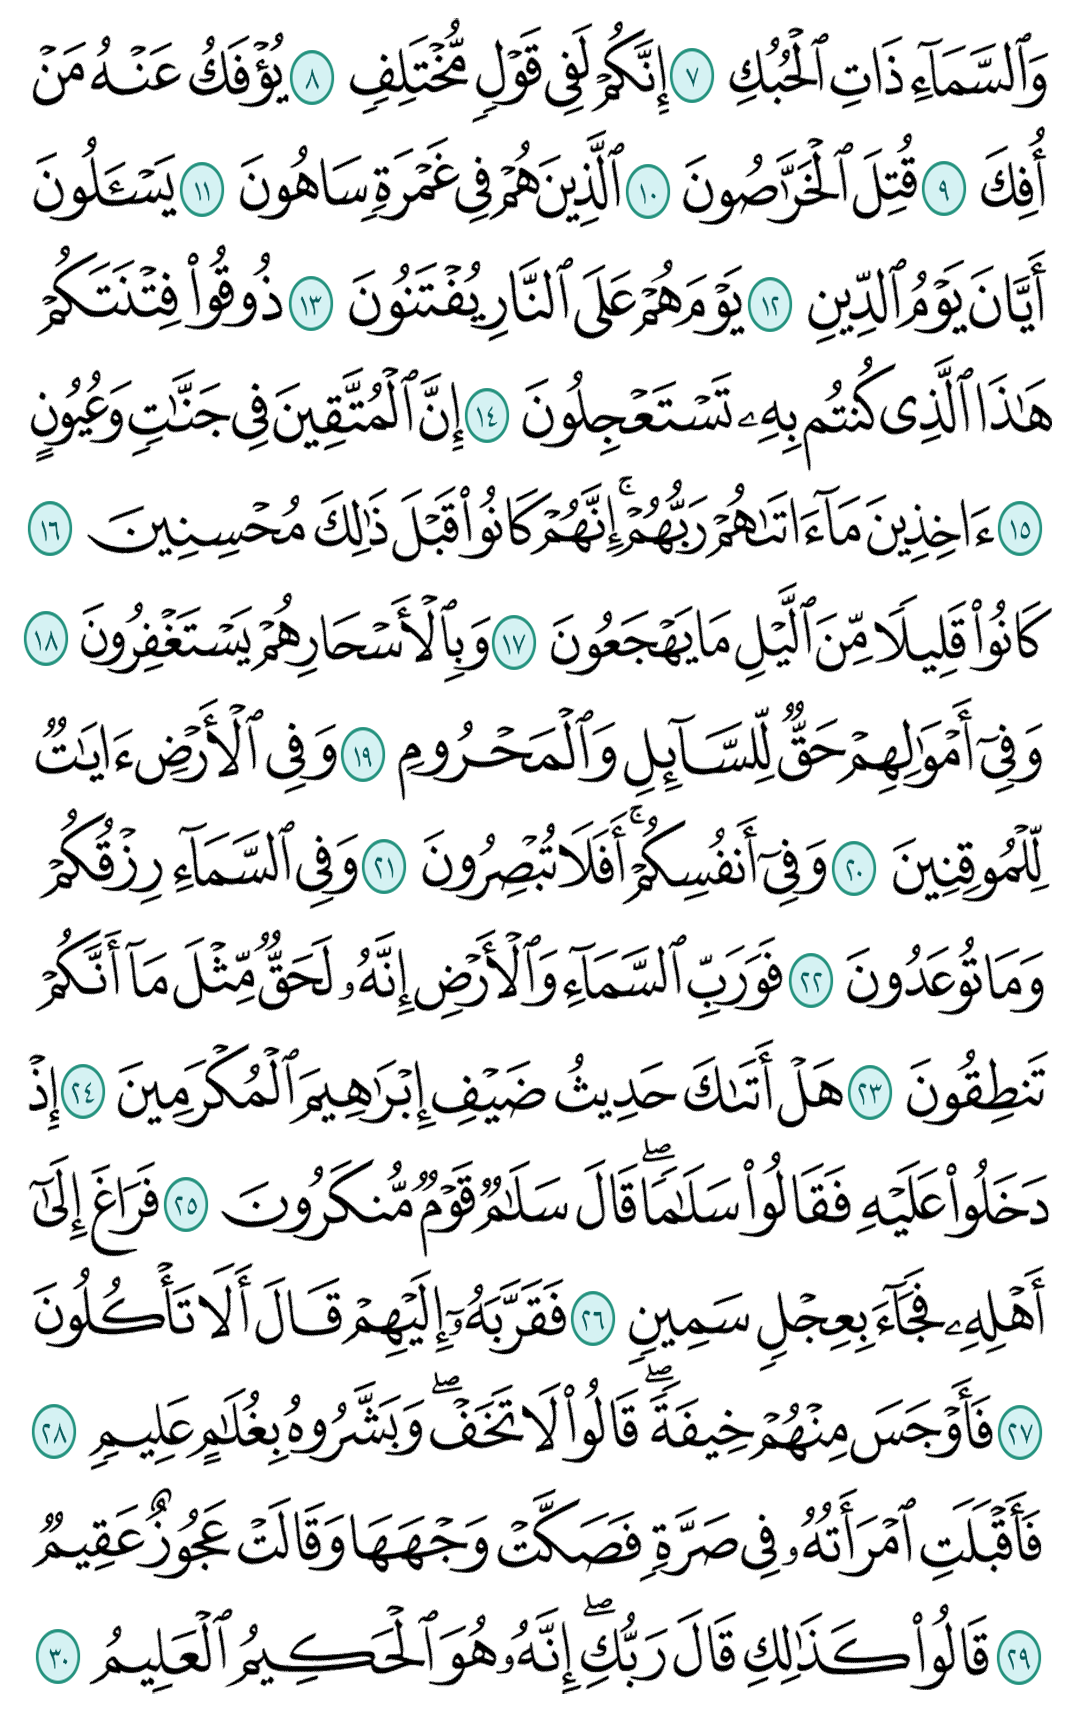 وَٱلسَّمَآءِ ذَاتِ ٱلْحُبُكِ ٧ إِنَّكُمْ لَفِى قَوْلٍ مُّخْتَلِفٍ ٨ يُؤْفَكُ عَنْهُ مَنْ
أُفِكَ ٩ قُتِلَ ٱلْخَرَّٰصُونَ ١٠ ٱلَّذِينَ هُمْ فِى غَمْرَةٍ سَاهُونَ ١١ يَسْـَٔلُونَ
أَيَّانَ يَوْمُ ٱلدِّينِ ١٢ يَوْمَ هُمْ عَلَى ٱلنَّارِ يُفْتَنُونَ ١٣ ذُوقُوا۟ فِتْنَتَكُمْ
هَٰذَا ٱلَّذِى كُنتُم بِهِۦ تَسْتَعْجِلُونَ ١٤ إِنَّ ٱلْمُتَّقِينَ فِى جَنَّٰتٍ وَعُيُونٍ
١٥ ءَاخِذِينَ مَآ ءَاتَىٰهُمْ رَبُّهُمْ ۚ إِنَّهُمْ كَانُوا۟ قَبْلَ ذَٰلِكَ مُحْسِنِينَ ١٦
كَانُوا۟ قَلِيلًا مِّنَ ٱلَّيْلِ مَا يَهْجَعُونَ ١٧ وَبِٱلْأَسْحَارِ هُمْ يَسْتَغْفِرُونَ ١٨
وَفِىٓ أَمْوَٰلِهِمْ حَقٌّ لِّلسَّآئِلِ وَٱلْمَحْرُومِ ١٩ وَفِى ٱلْأَرْضِ ءَايَٰتٌ
لِّلْمُوقِنِينَ ٢٠ وَفِىٓ أَنفُسِكُمْ ۚ أَفَلَا تُبْصِرُونَ ٢١ وَفِى ٱلسَّمَآءِ رِزْقُكُمْ
وَمَا تُوعَدُونَ ٢٢ فَوَرَبِّ ٱلسَّمَآءِ وَٱلْأَرْضِ إِنَّهُۥ لَحَقٌّ مِّثْلَ مَآ أَنَّكُمْ
تَنطِقُونَ ٢٣ هَلْ أَتَىٰكَ حَدِيثُ ضَيْفِ إِبْرَٰهِيمَ ٱلْمُكْرَمِينَ ٢٤ إِذْ
دَخَلُوا۟ عَلَيْهِ فَقَالُوا۟ سَلَٰمًا ۖ قَالَ سَلَٰمٌ قَوْمٌ مُّنكَرُونَ ٢٥ فَرَاغَ إِلَىٰٓ
أَهْلِهِۦ فَجَآءَ بِعِجْلٍ سَمِينٍ ٢٦ فَقَرَّبَهُۥٓ إِلَيْهِمْ قَالَ أَلَا تَأْكُلُونَ
٢٧ فَأَوْجَسَ مِنْهُمْ خِيفَةً ۖ قَالُوا۟ لَا تَخَفْ ۖ وَبَشَّرُوهُ بِغُلَٰمٍ عَلِيمٍ ٢٨
فَأَقْبَلَتِ ٱمْرَأَتُهُۥ فِى صَرَّةٍ فَصَكَّتْ وَجْهَهَا وَقَالَتْ عَجُوزٌ عَقِيمٌ
٢٩ قَالُوا۟ كَذَٰلِكِ قَالَ رَبُّكِ ۖ إِنَّهُۥ هُوَ ٱلْحَكِيمُ ٱلْعَلِيمُ ٣٠